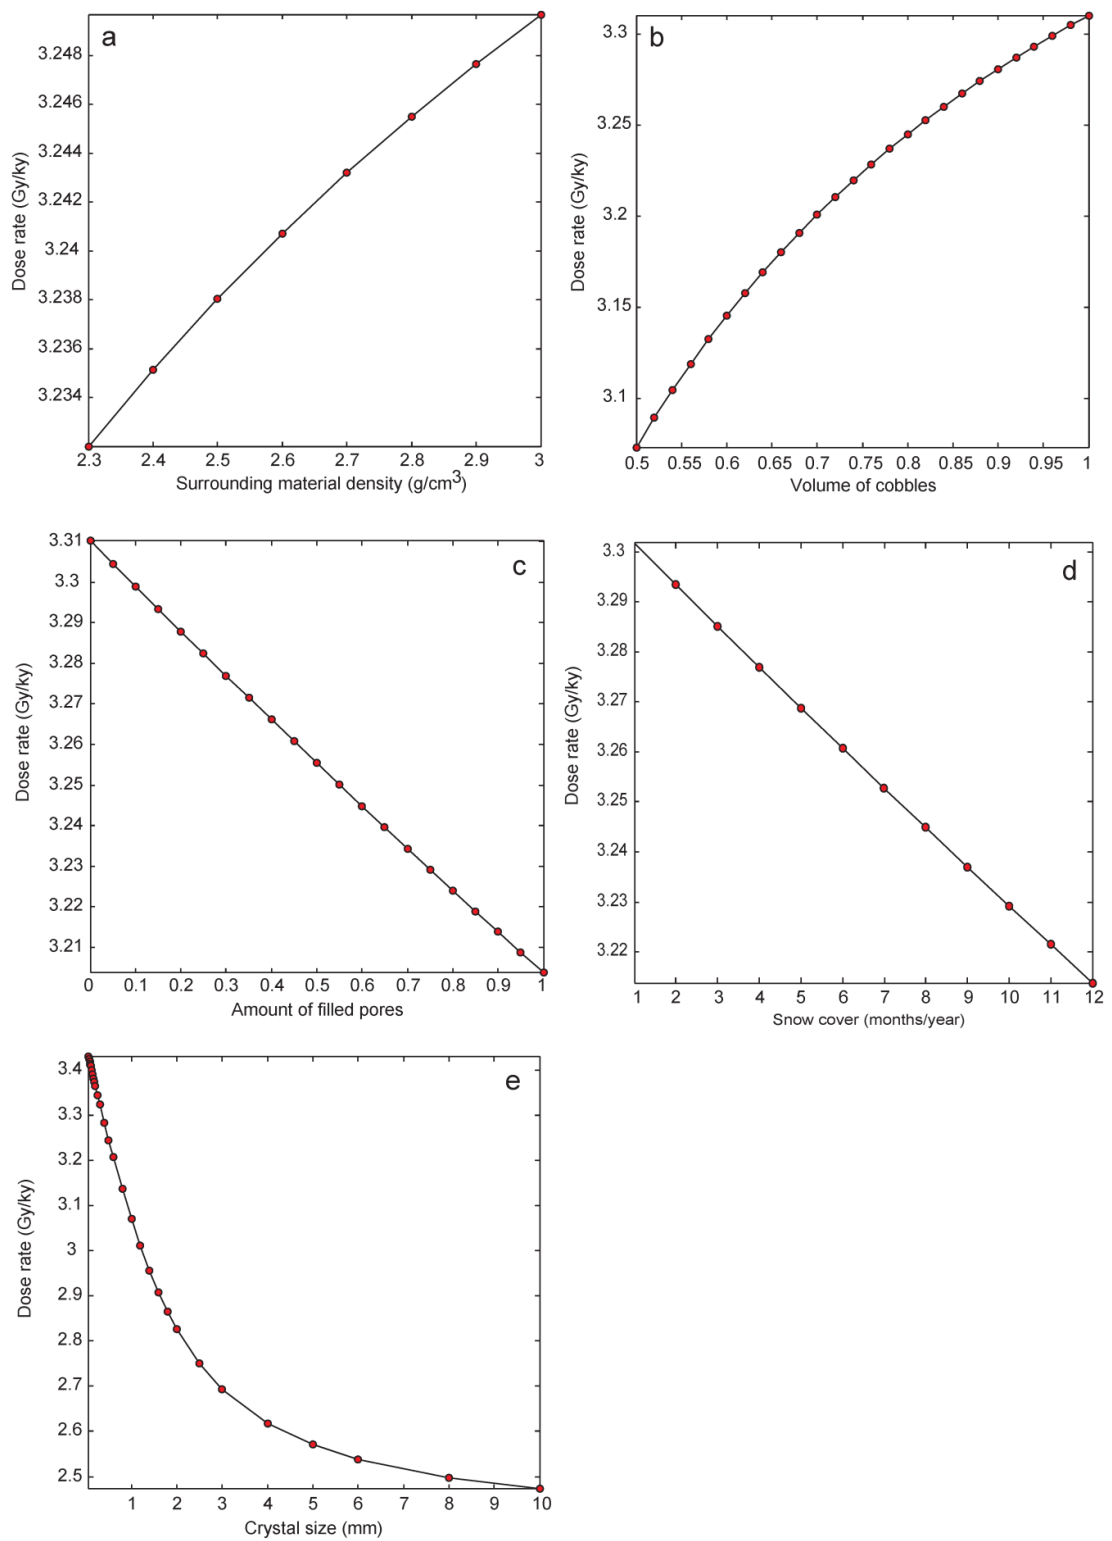 a
3.248
3.246
3.244
3.242
3.24
3.238
3.236
3.234
Dose rate (Gy/ky)
2.3 2.4 2.5 2.6 2.7 2.8 2.9 3
Surrounding material density (g/cm³)
b
3.3
3.25
3.2
3.15
3.1
Dose rate (Gy/ky)
0.5 0.55 0.6 0.65 0.7 0.75 0.8 0.85 0.9 0.95 1
Volume of cobbles
c
3.31
3.3
3.29
3.28
3.27
3.26
3.25
3.24
3.23
3.22
3.21
Dose rate (Gy/ky)
0 0.1 0.2 0.3 0.4 0.5 0.6 0.7 0.8 0.9 1
Amount of filled pores
d
3.3
3.29
3.28
3.27
3.26
3.25
3.24
3.23
3.22
Dose rate (Gy/ky)
1 2 3 4 5 6 7 8 9 10 11 12
Snow cover (months/year)
e
3.4
3.3
3.2
3.1
3
2.9
2.8
2.7
2.6
2.5
Dose rate (Gy/ky)
1 2 3 4 5 6 7 8 9 10
Crystal size (mm)